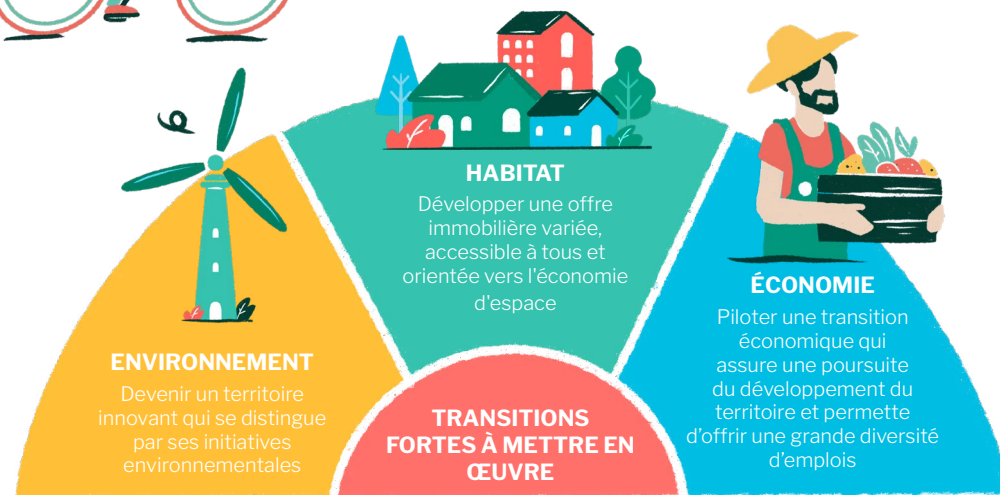 HABITAT
Développer une offre
immobilière variée,
accessible à tous et
orientée vers l'économie
d'espace
ÉCONOMIE
Piloter une transition
économique qui
assure une poursuite
du développement du
territoire et permette
d’offrir une grande diversité
d’emplois
ENVIRONNEMENT
Devenir un territoire
innovant qui se distingue
par ses initiatives
environnementales
TRANSITIONS
FORTES À METTRE EN
ŒUVRE